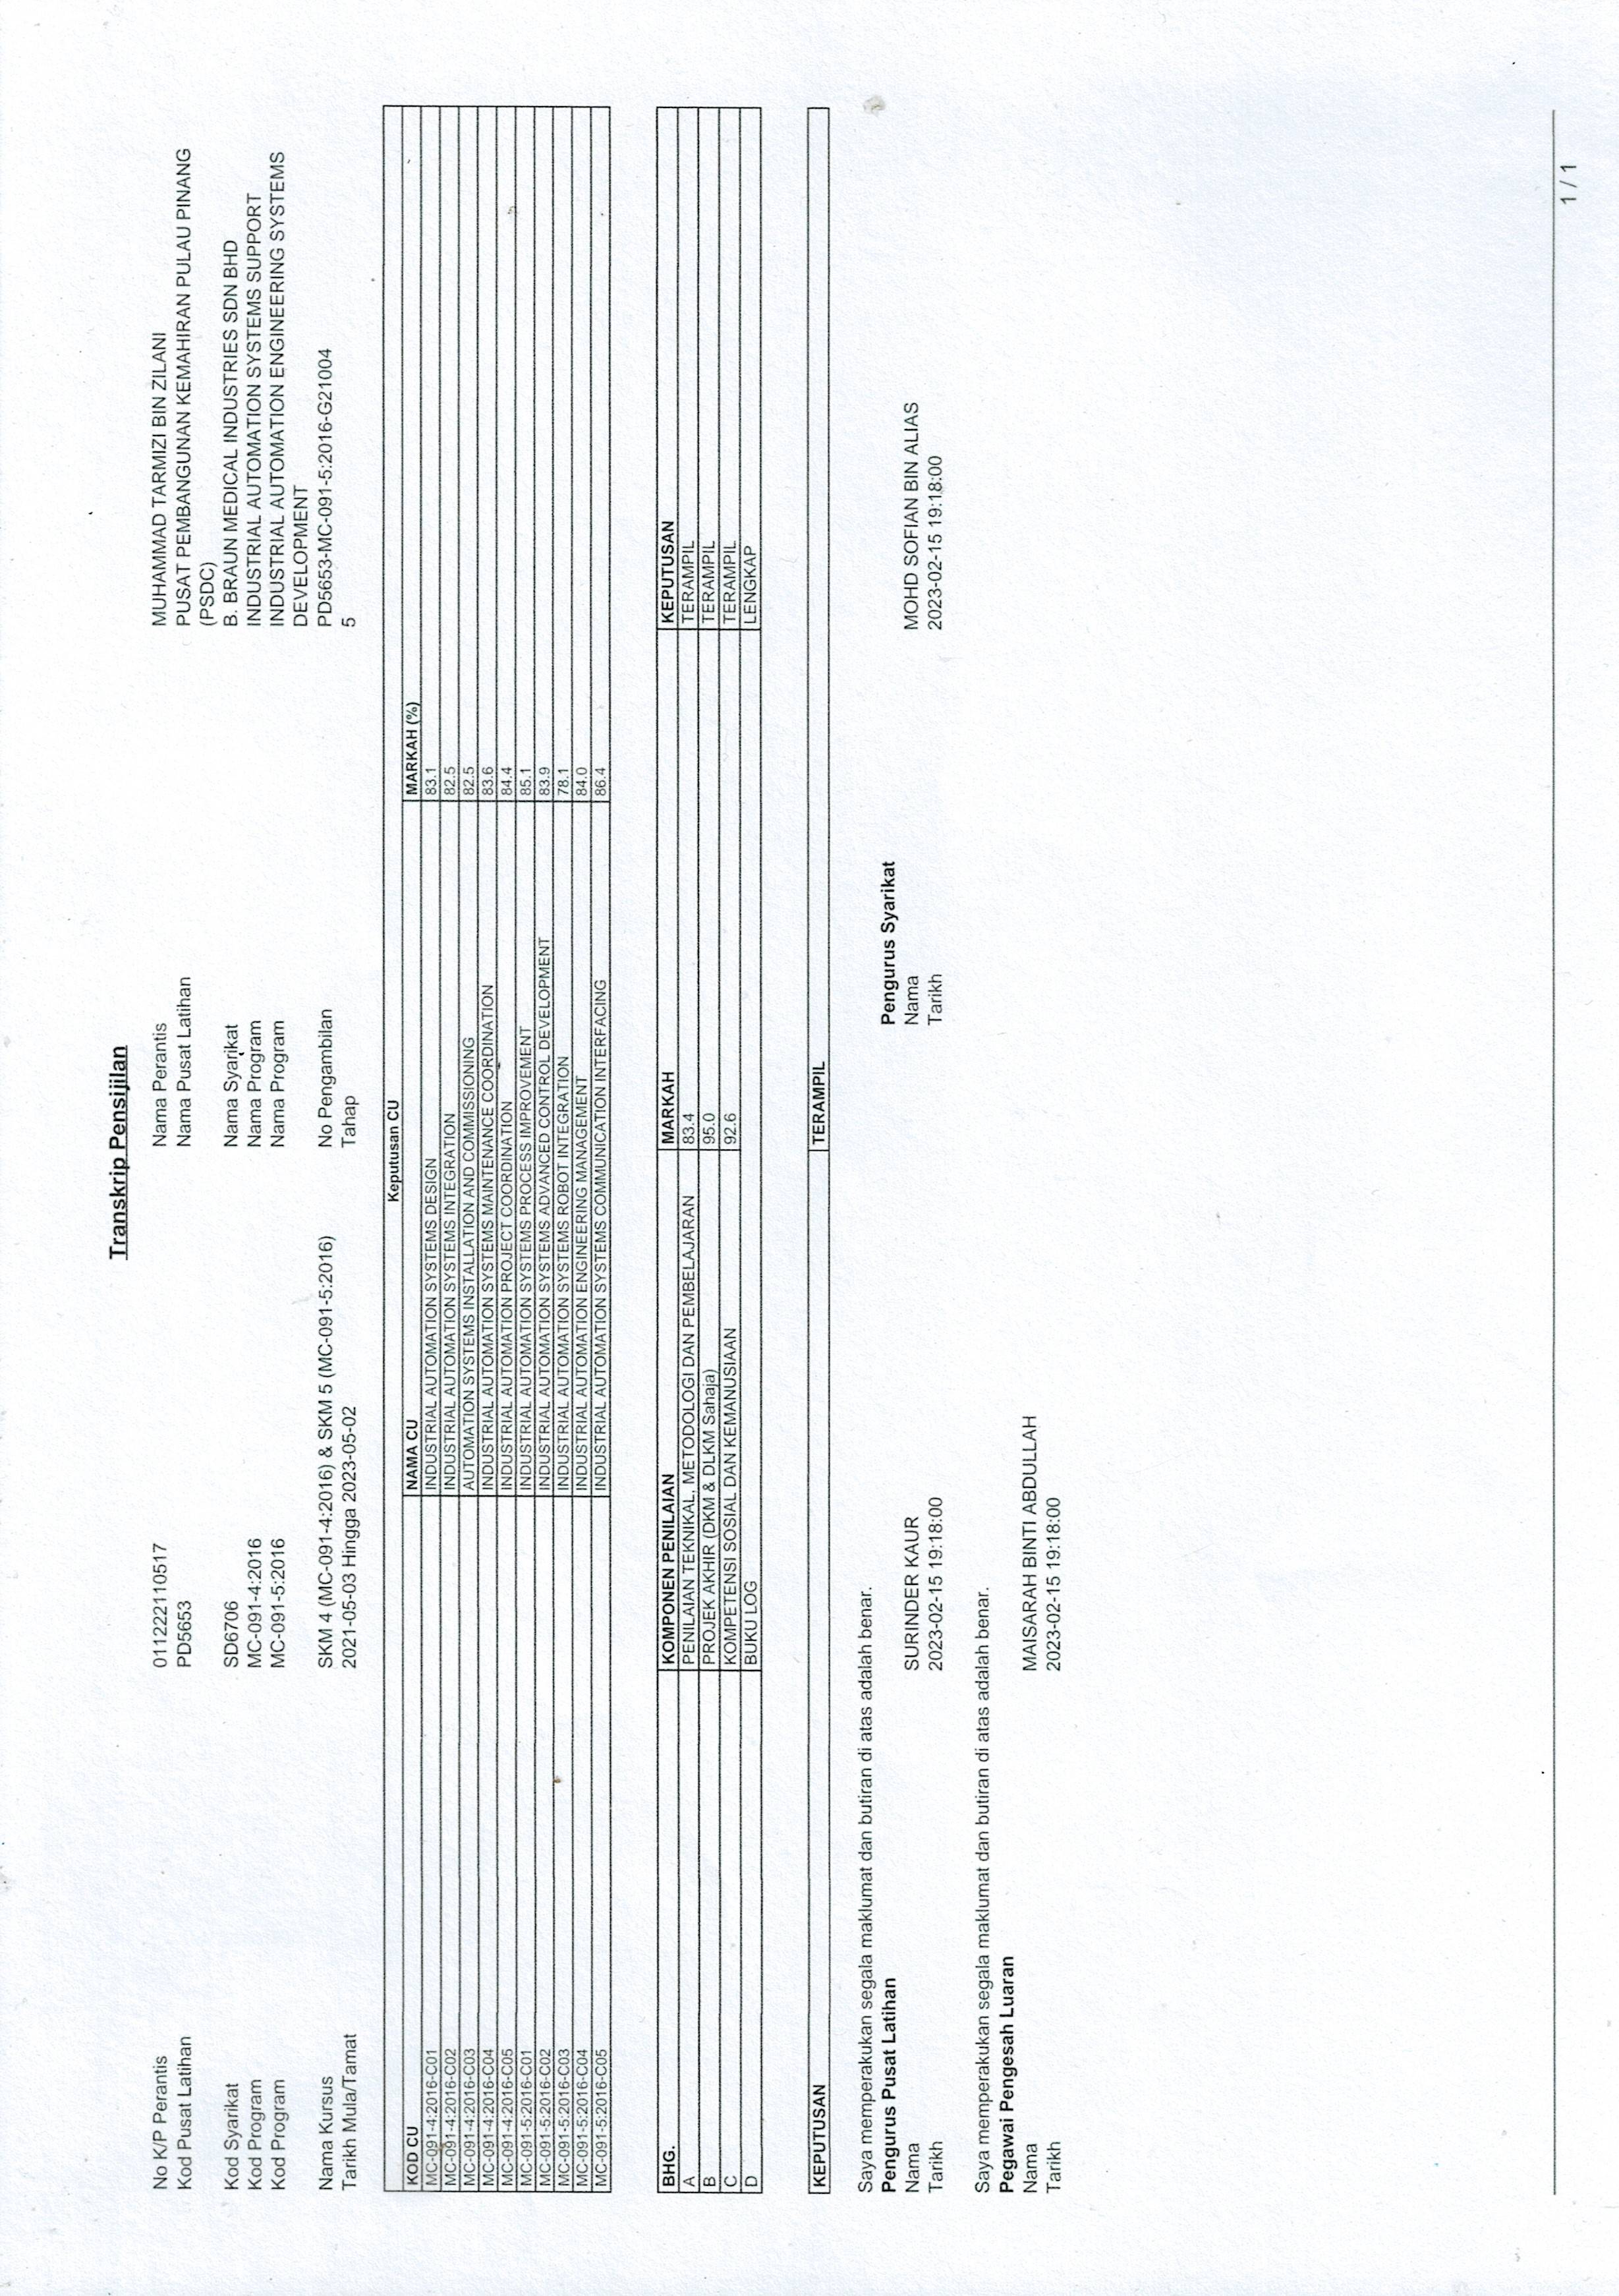 Transkrip Pensijilan
No K/P Perantis 011222110517 Nama Perantis MUHAMMAD TARMIZI BIN ZILANI
Kod Pusat Latihan PD5653 Nama Pusat Latihan PUSAT PEMBANGUNAN KEMAHIRAN PULAU PINANG
(PSDC)
Kod Syarikat SD6706 Nama Syarikat B. BRAUN MEDICAL INDUSTRIES SDN BHD
Kod Program MC-091-4:2016 Nama Program INDUSTRIAL AUTOMATION SYSTEMS SUPPORT
Kod Program MC-091-5:2016 Nama Program INDUSTRIAL AUTOMATION ENGINEERING SYSTEMS
DEVELOPMENT
Nama Kursus SKM 4 (MC-091-4:2016) & SKM 5 (MC-091-5:2016) No Pengambilan PD5653-MC-091-5:2016-G21004
Tarikh Mula/Tamat 2021-05-03 Hingga 2023-05-02 Tahap 5
Keputusan CU
KOD CU NAMA CU MARKAH (%)
MC-091-4:2016-C01 INDUSTRIAL AUTOMATION SYSTEMS DESIGN 83.1
MC-091-4:2016-C02 INDUSTRIAL AUTOMATION SYSTEMS INTEGRATION 82.5
MC-091-4:2016-C03 AUTOMATION SYSTEMS INSTALLATION AND COMMISSIONING 82.5
MC-091-4:2016-C04 INDUSTRIAL AUTOMATION SYSTEMS MAINTENANCE COORDINATION 83.6
MC-091-4:2016-C05 INDUSTRIAL AUTOMATION PROJECT COORDINATION 84.4
MC-091-5:2016-C01 INDUSTRIAL AUTOMATION SYSTEMS PROCESS IMPROVEMENT 85.1
MC-091-5:2016-C02 INDUSTRIAL AUTOMATION SYSTEMS ADVANCED CONTROL DEVELOPMENT 83.9
MC-091-5:2016-C03 INDUSTRIAL AUTOMATION SYSTEMS ROBOT INTEGRATION 78.1
MC-091-5:2016-C04 INDUSTRIAL AUTOMATION ENGINEERING MANAGEMENT 84.0
MC-091-5:2016-C05 INDUSTRIAL AUTOMATION SYSTEMS COMMUNICATION INTERFACING 86.4
BHG. KOMPONEN PENILAIAN MARKAH KEPUTUSAN
A PENILAIAN TEKNIKAL, METODOLOGI DAN PEMBELAJARAN 83.4 TERAMPIL
B PROJEK AKHIR (DKM & DLKM Sahaja) 95.0 TERAMPIL
C KOMPETENSI SOSIAL DAN KEMANUSIAAN 92.6 TERAMPIL
D BUKU LOG LENGKAP
KEPUTUSAN TERAMPIL
Saya memperakukan segala maklumat dan butiran di atas adalah benar.
Pengurus Pusat Latihan Pengurus Syarikat
Nama SURINDER KAUR Nama MOHD SOFIAN BIN ALIAS
Tarikh 2023-02-15 19:18:00 Tarikh 2023-02-15 19:18:00
Saya memperakukan segala maklumat dan butiran di atas adalah benar.
Pegawai Pengesah Luaran
Nama MAISARAH BINTI ABDULLAH
Tarikh 2023-02-15 19:18:00
1 / 1